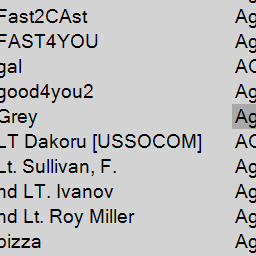 Fast2CAst Ag
FAST4YOU Ag
gal AC
good4you2 Ag
Grey Ag
LT Dakoru [USSOCOM] AC
Lt. Sullivan, F. Ag
nd LT. Ivanov Ag
nd Lt. Roy Miller Ag
pizza Ag